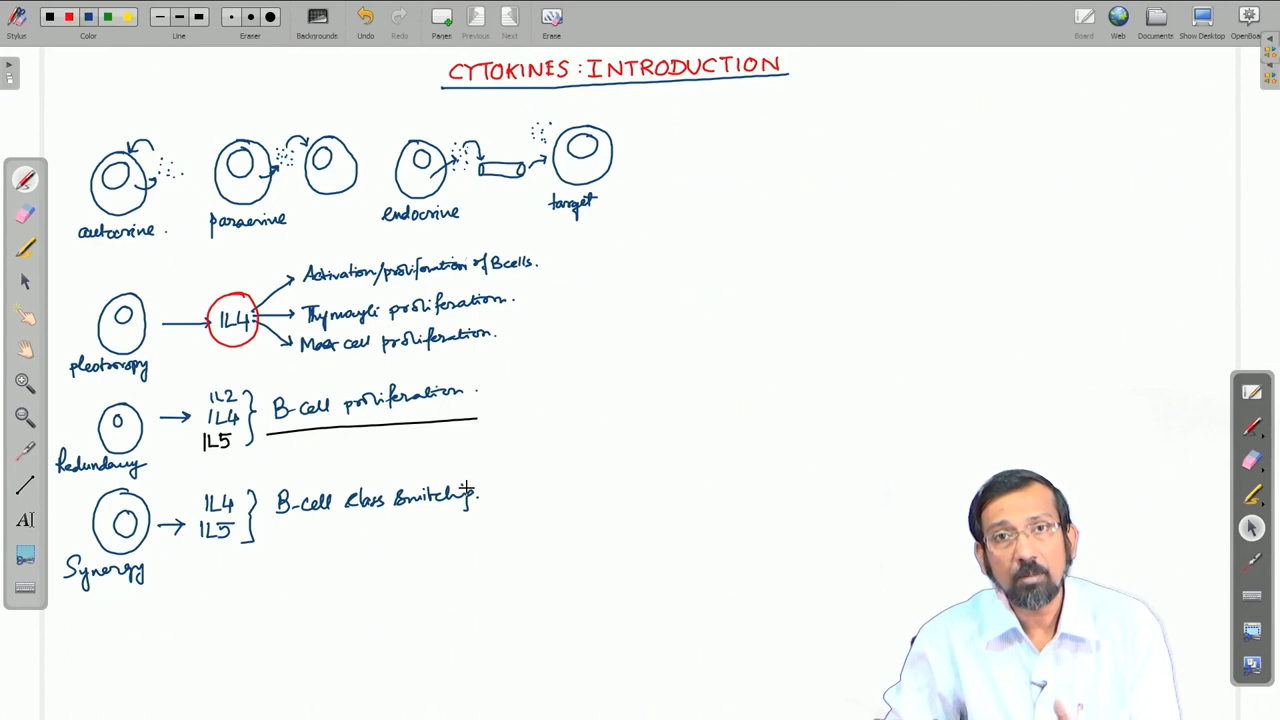 Stylus
Color
Line
Eraser
Backgrounds
Undo
Redo
Pages
Previous
Next
Erase
Board
Web
Documents
Show Desktop
OpenBoard
CYTOKINES : INTRODUCTION
autocrine .
paracrine
endocrine
target
Activation/proliferation of B cells.
IL4
Thymocyte proliferation.
Mast cell proliferation.
pleotropy
IL2
IL4
IL5
B-cell proliferation .
Redundancy
IL4
IL5
B-cell class switching.
Synergy